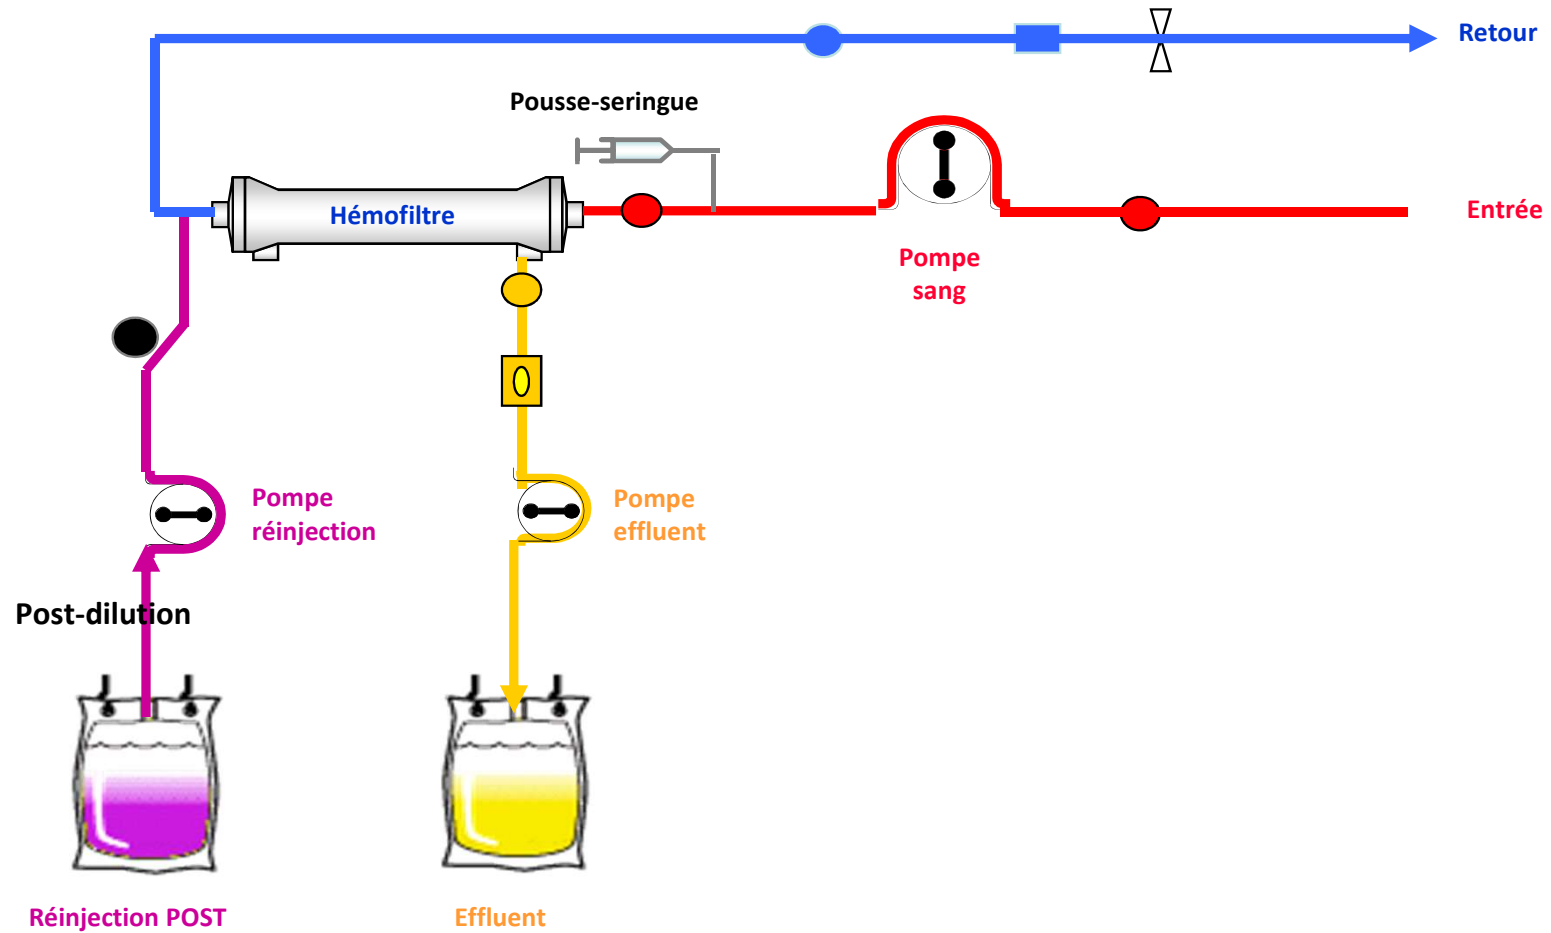 Retour
Pousse-seringue
Hémofiltre
Entrée
Pompe
sang
Pompe
réinjection
Pompe
effluent
Post-dilution
Réinjection POST
Effluent